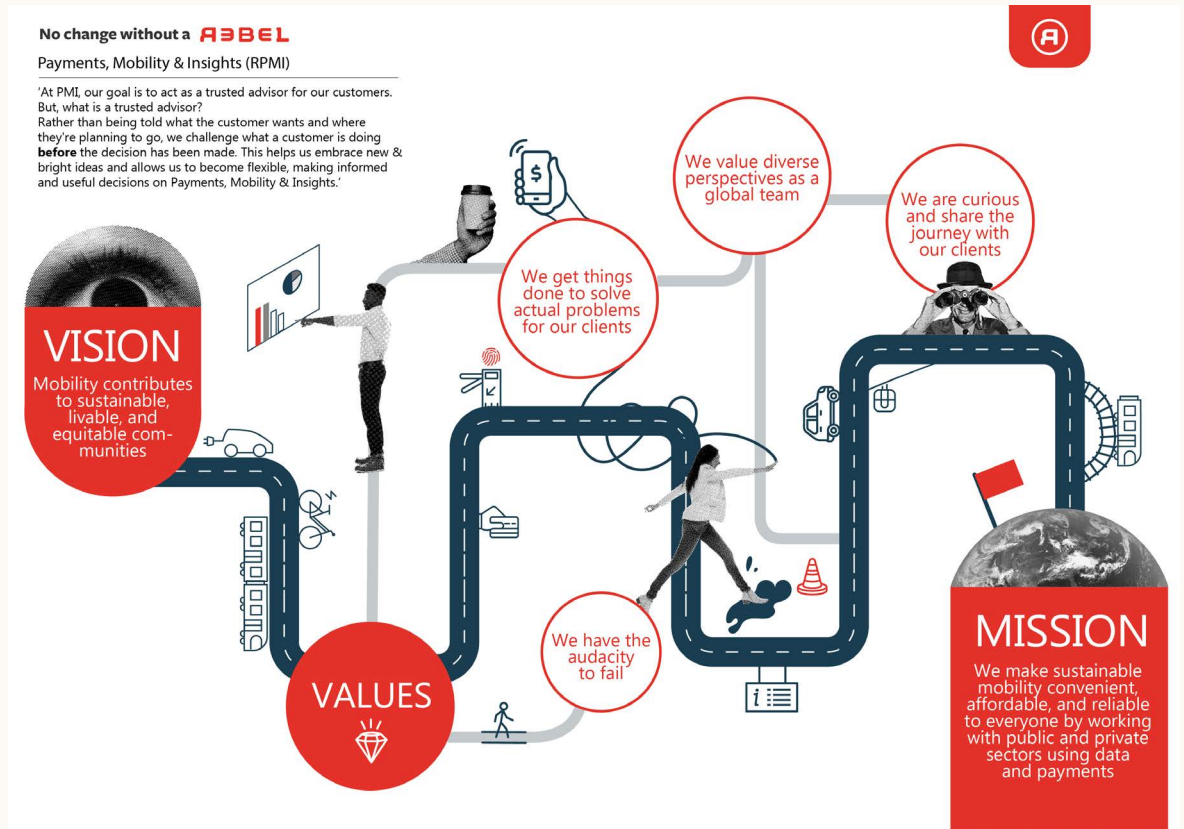 No change without a REBEL
Payments, Mobility & Insights (RPMI)
'At PMI, our goal is to act as a trusted advisor for our customers.
But, what is a trusted advisor?
Rather than being told what the customer wants and where
they're planning to go, we challenge what a customer is doing
before the decision has been made. This helps us embrace new &
bright ideas and allows us to become flexible, making informed
and useful decisions on Payments, Mobility & Insights.'
R
VISION
Mobility contributes
to sustainable,
livable, and
equitable com-
munities
$
We get things
done to solve
actual problems
for our clients
We value diverse
perspectives as a
global team
We are curious
and share the
journey with
our clients
VALUES
We have the
audacity
to fail
i
MISSION
We make sustainable
mobility convenient,
affordable, and reliable
to everyone by working
with public and private
sectors using data
and payments